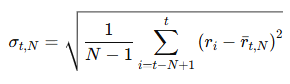 σ_{t,N} = √( 1/(N − 1) ∑_{i=t−N+1}^{t} (r_i − r̄_{t,N})² )